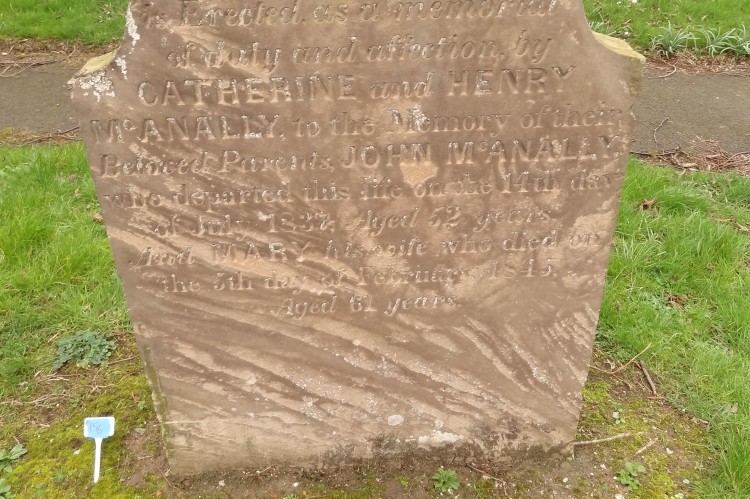 is Erected, as a memorial
of duty and affection, by
CATHERINE and HENRY
McANALLY, to the Memory of their
Beloved Parents, JOHN McANALLY,
who departed this life on the 14th day
of July 1837, Aged 52 years.
And MARY his wife who died on
the 5th day of February 1845.
Aged 61 years.